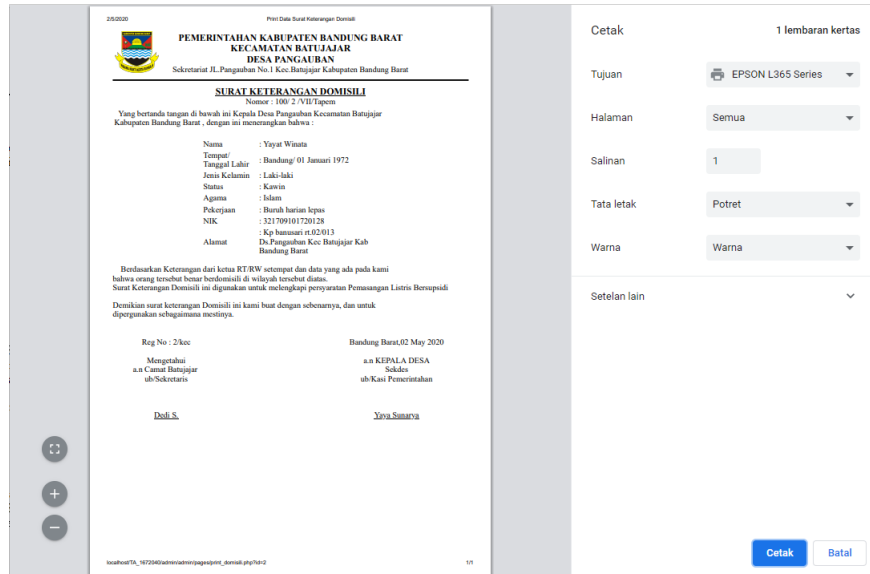 2/5/2020 Print Data Surat Keterangan Domisili
PEMERINTAHAN KABUPATEN BANDUNG BARAT
KECAMATAN BATUJAJAR
DESA PANGAUBAN
Sekretariat JL.Pangauban No.1 Kec.Batujajar Kabupaten Bandung Barat
SURAT KETERANGAN DOMISILI
Nomor : 100/ 2 /VII/Tapem
Yang bertanda tangan di bawah ini Kepala Desa Pangauban Kecamatan Batujajar
Kabupaten Bandung Barat , dengan ini menerangkan bahwa :
Nama : Yayat Winata
Tempat/
Tanggal Lahir : Bandung/ 01 Januari 1972
Jenis Kelamin : Laki-laki
Status : Kawin
Agama : Islam
Pekerjaan : Buruh harian lepas
NIK : 321709101720128
: Kp banusari rt.02/013
Alamat Ds.Pangauban Kec Batujajar Kab
Bandung Barat
Berdasarkan Keterangan dari ketua RT/RW setempat dan data yang ada pada kami
bahwa orang tersebut benar berdomisili di wilayah tersebut diatas.
Surat Keterangan Domisili ini digunakan untuk melengkapi persyaratan Pemasangan Listris Bersupsidi
Demikian surat keterangan Domisili ini kami buat dengan sebenarnya, dan untuk
dipergunakan sebagaimana mestinya.
Reg No : 2/kec Bandung Barat,02 May 2020
Mengetahui a.n KEPALA DESA
a.n Camat Batujajar Sekdes
ub/Sekretaris ub/Kasi Pemerintahan
Dedi S. Yaya Sunarya
localhost/TA_1672040/admin/admin/pages/print_domisili.php?id=2 1/1
Cetak 1 lembaran kertas
Tujuan EPSON L365 Series
Halaman Semua
Salinan 1
Tata letak Potret
Warna Warna
Setelan lain
Cetak Batal